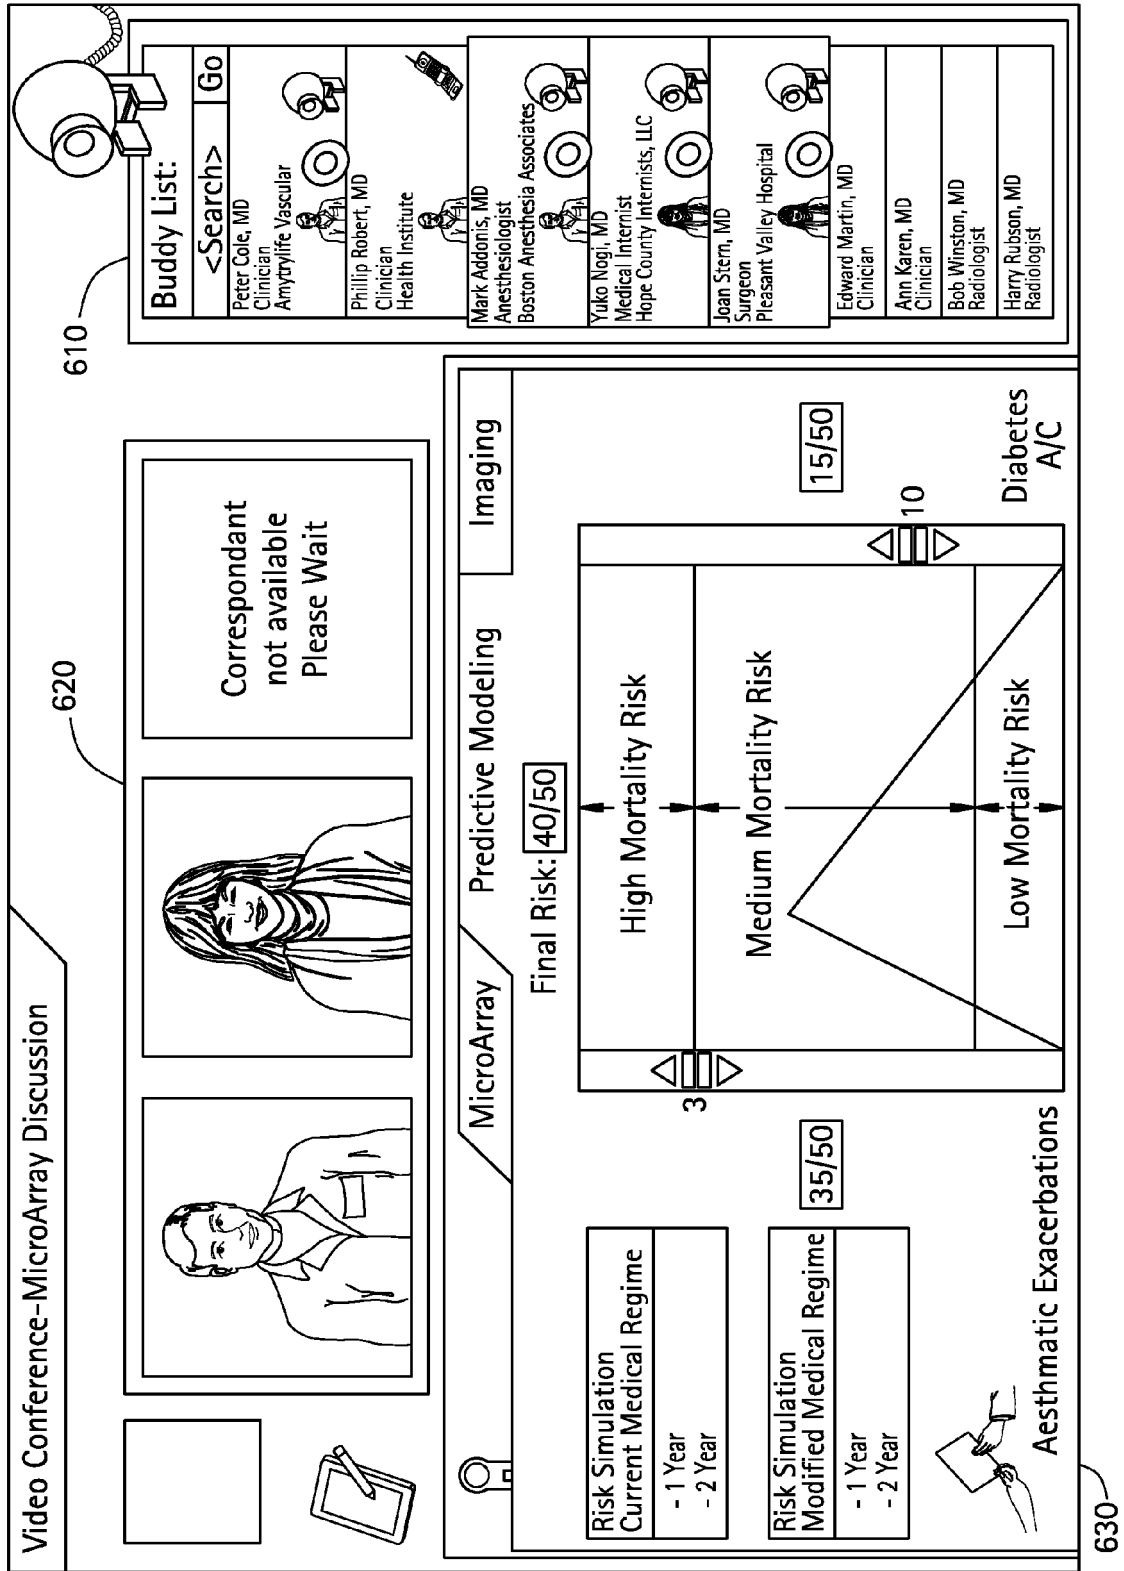 Video Conference-MicroArray Discussion
620
Correspondant
not available
Please Wait
610
Buddy List:
<Search>
Go
Peter Cole, MD
Clinician
Amytrylife Vascular
Phillip Robert, MD
Clinician
Health Institute
Mark Addonis, MD
Anesthesiologist
Boston Anesthesia Associates
Yuko Nogi, MD
Medical Internist
Hope County Internists, LLC
Joan Stern, MD
Surgeon
Pleasant Valley Hospital
Edward Martin, MD
Clinician
Ann Karen, MD
Clinician
Bob Winston, MD
Radiologist
Harry Rubson, MD
Radiologist
MicroArray
Predictive Modeling
Imaging
Final Risk: 40/50
Risk Simulation
Current Medical Regime
- 1 Year
- 2 Year
Risk Simulation
Modified Medical Regime
- 1 Year
- 2 Year
3
35/50
High Mortality Risk
Medium Mortality Risk
Low Mortality Risk
15/50
10
Aesthmatic Exacerbations
Diabetes
A/C
630